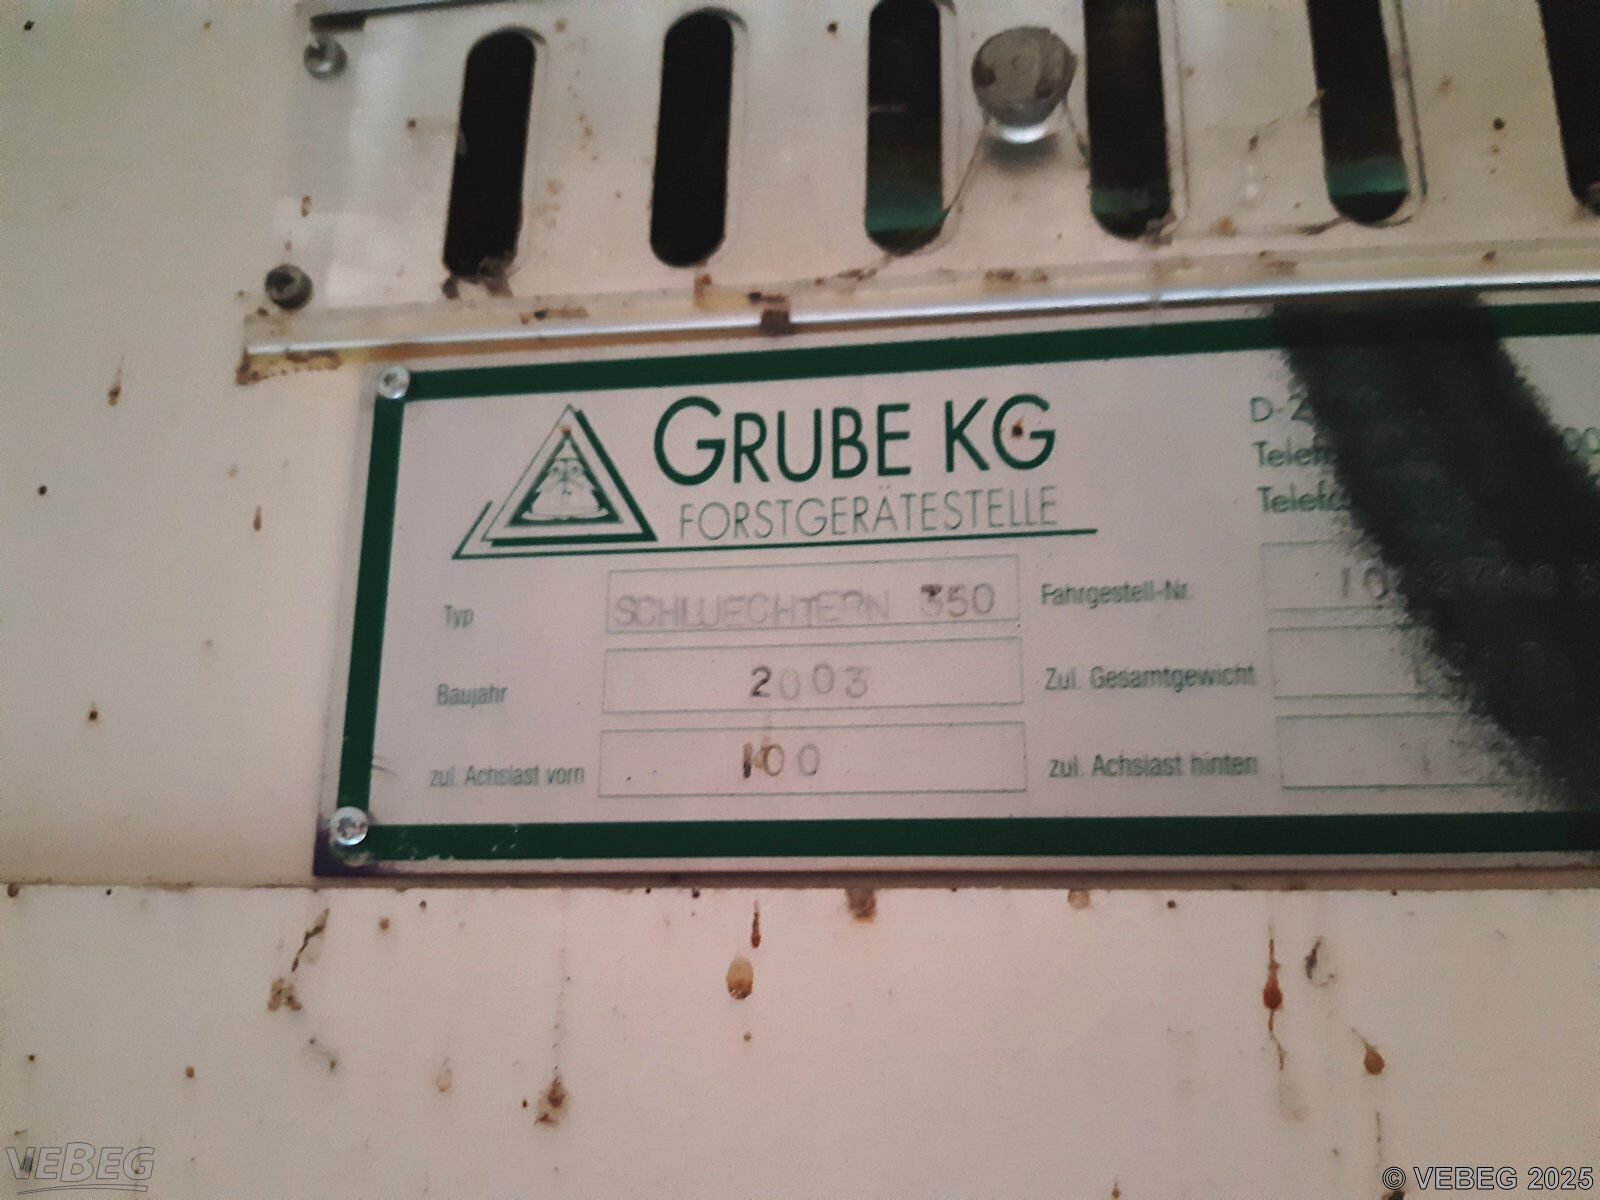 GRUBE KG
FORSTGERÄTESTELLE
Typ SCHLUECHTERN 350 Fahrgestell-Nr.
Baujahr 2003 Zul. Gesamtgewicht
zul. Achslast vorn 100 zul. Achslast hinten
VEBEG
© VEBEG 2025